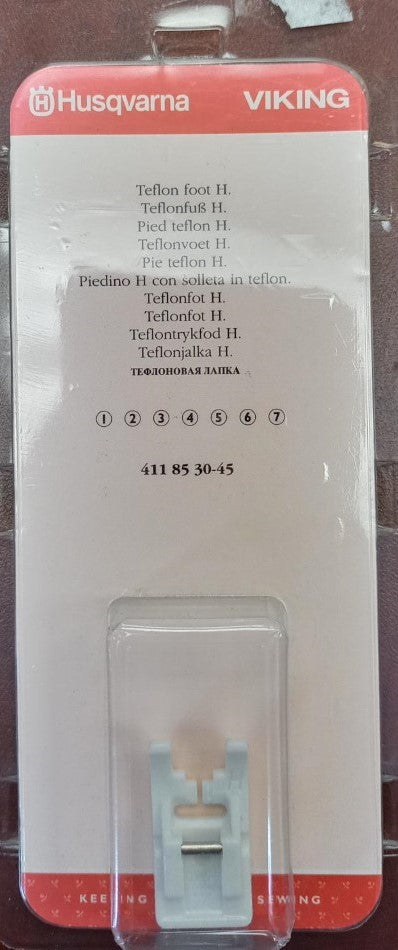 Husqvarna VIKING
Teflon foot H.
Teflonfuß H.
Pied teflon H.
Teflonvoet H.
Pie teflon H.
Piedino H con solleta in teflon.
Teflonfot H.
Teflonfot H.
Teflontrykfod H.
Teflonjalka H.
ТЕФЛОНОВАЯ ЛАПКА
① ② ③ ④ ⑤ ⑥ ⑦
411 85 30-45
KEEPING SEWING